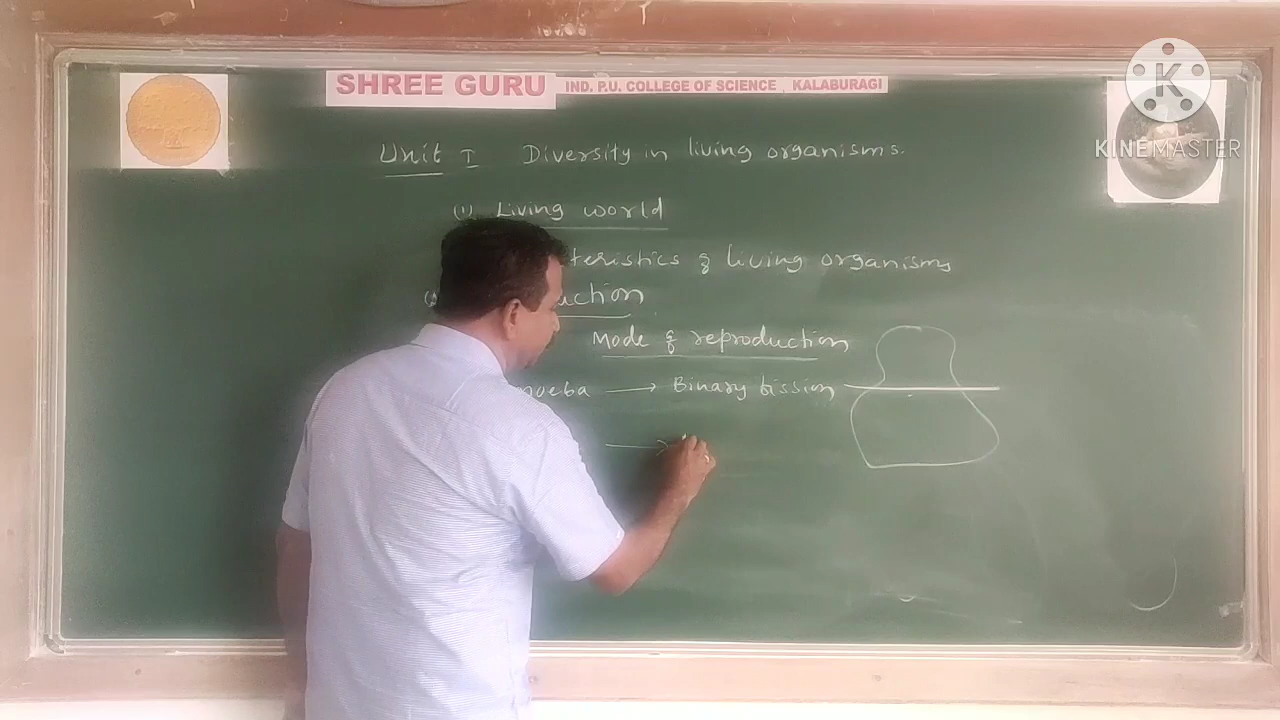 SHREE GURU IND. P.U. COLLEGE OF SCIENCE, KALABURAGI
K
KINEMASTER
Unit I Diversity in living organisms.
(1) Living world
teristics of living organisms
uction
Mode of reproduction
moeba → Binary fission
→